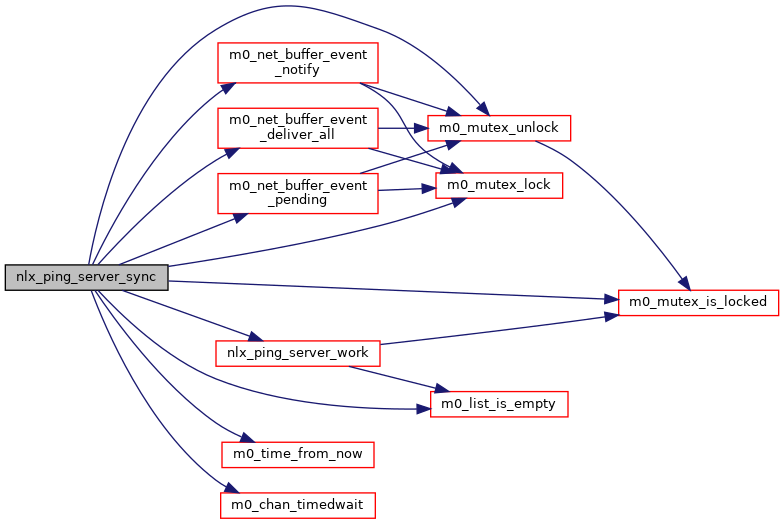 m0_net_buffer_event
_notify
m0_net_buffer_event
_deliver_all
m0_mutex_unlock
m0_net_buffer_event
_pending
m0_mutex_lock
nlx_ping_server_sync
m0_mutex_is_locked
nlx_ping_server_work
m0_list_is_empty
m0_time_from_now
m0_chan_timedwait